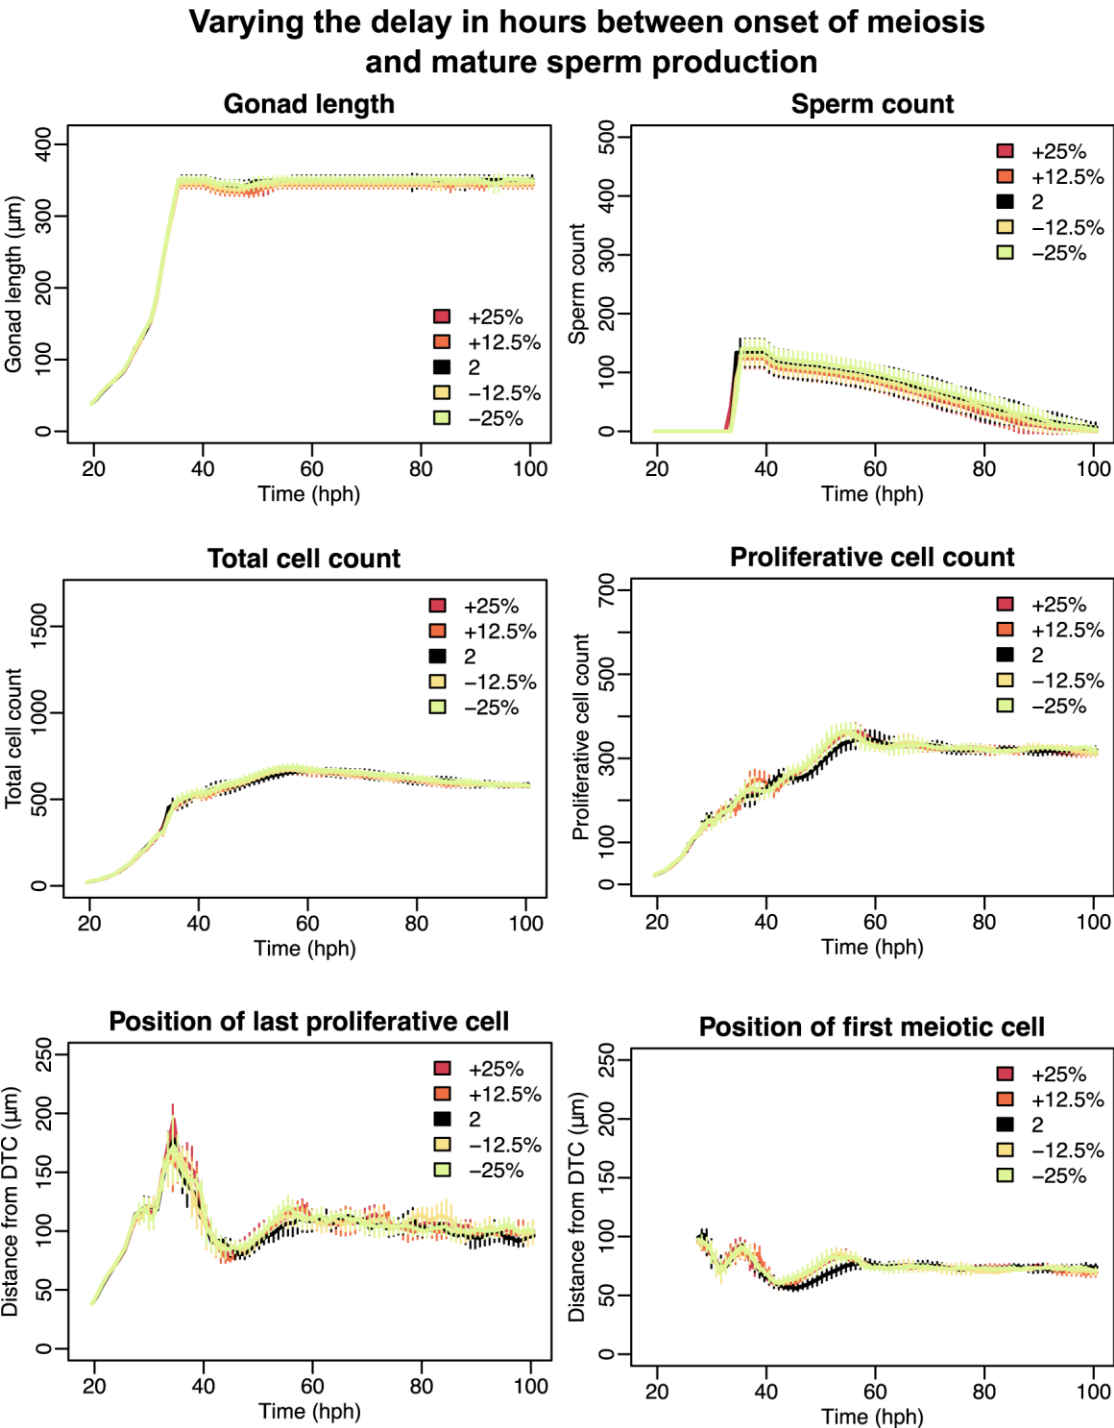 Varying the delay in hours between onset of meiosis
and mature sperm production
Gonad length
Gonad length (µm)
400
300
200
100
0
+25%
+12.5%
2
−12.5%
−25%
20 40 60 80 100
Time (hph)
Sperm count
Sperm count
500
400
300
200
100
0
+25%
+12.5%
2
−12.5%
−25%
20 40 60 80 100
Time (hph)
Total cell count
Total cell count
1500
1000
500
0
+25%
+12.5%
2
−12.5%
−25%
20 40 60 80 100
Time (hph)
Proliferative cell count
Proliferative cell count
700
500
300
100
0
+25%
+12.5%
2
−12.5%
−25%
20 40 60 80 100
Time (hph)
Position of last proliferative cell
Distance from DTC (µm)
250
200
150
100
50
0
+25%
+12.5%
2
−12.5%
−25%
20 40 60 80 100
Time (hph)
Position of first meiotic cell
Distance from DTC (µm)
250
200
150
100
50
0
+25%
+12.5%
2
−12.5%
−25%
20 40 60 80 100
Time (hph)